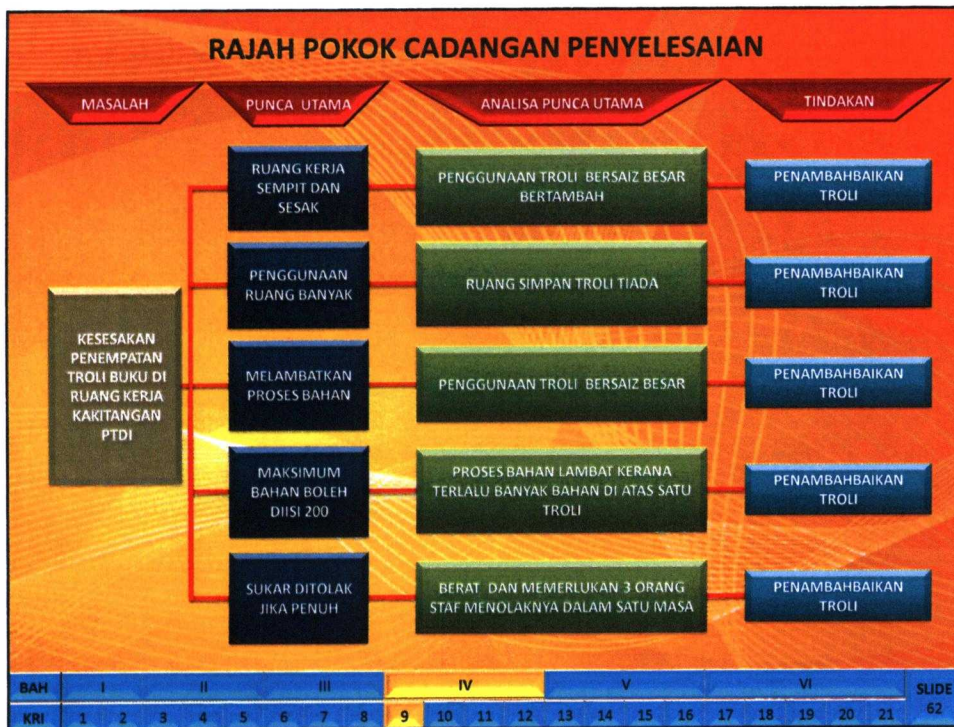 RAJAH POKOK CADANGAN PENYELESAIAN
MASALAH
PUNCA UTAMA
ANALISA PUNCA UTAMA
TINDAKAN
KESESAKAN
PENEMPATAN
TROLI BUKU DI
RUANG KERJA
KAKITANGAN
PTDI
RUANG KERJA
SEMPIT DAN
SESAK
PENGGUNAAN TROLI BERSAIZ BESAR
BERTAMBAH
PENAMBAHBAIKAN
TROLI
PENGGUNAAN
RUANG BANYAK
RUANG SIMPAN TROLI TIADA
PENAMBAHBAIKAN
TROLI
MELAMBATKAN
PROSES BAHAN
PENGGUNAAN TROLI BERSAIZ BESAR
PENAMBAHBAIKAN
TROLI
MAKSIMUM
BAHAN BOLEH
DIISI 200
PROSES BAHAN LAMBAT KERANA
TERLALU BANYAK BAHAN DI ATAS SATU
TROLI
PENAMBAHBAIKAN
TROLI
SUKAR DITOLAK
JIKA PENUH
BERAT DAN MEMERLUKAN 3 ORANG
STAF MENOLAKNYA DALAM SATU MASA
PENAMBAHBAIKAN
TROLI
BAH I II III IV V VI SLIDE
KRI 1 2 3 4 5 6 7 8 9 10 11 12 13 14 15 16 17 18 19 20 21 62